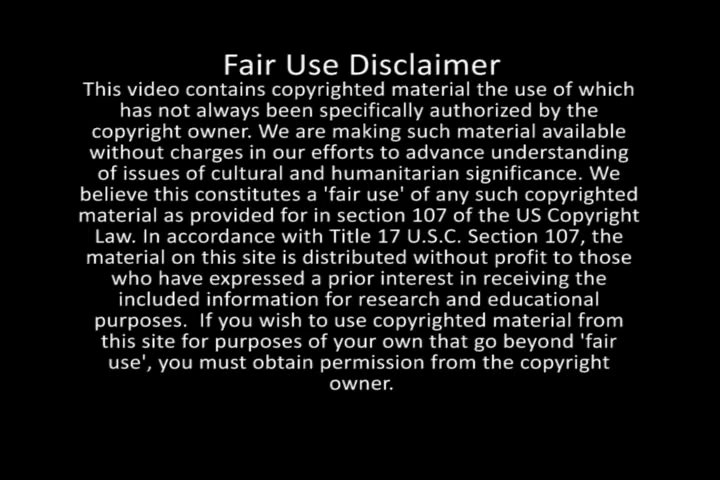 Fair Use Disclaimer
This video contains copyrighted material the use of which
has not always been specifically authorized by the
copyright owner. We are making such material available
without charges in our efforts to advance understanding
of issues of cultural and humanitarian significance. We
believe this constitutes a 'fair use' of any such copyrighted
material as provided for in section 107 of the US Copyright
Law. In accordance with Title 17 U.S.C. Section 107, the
material on this site is distributed without profit to those
who have expressed a prior interest in receiving the
included information for research and educational
purposes.  If you wish to use copyrighted material from
this site for purposes of your own that go beyond 'fair
use', you must obtain permission from the copyright
owner.